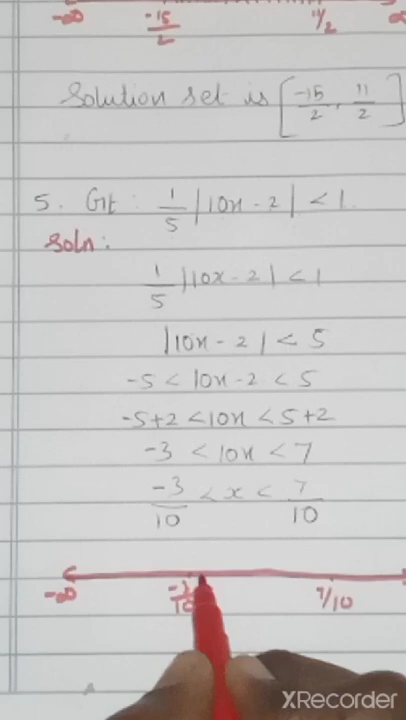 -∞ -15/2 11/2 ∞
Solution set is [-15/2, 11/2]
5. Gt: 1/5 |10x - 2| < 1.
Soln:
1/5 |10x - 2| < 1
|10x - 2| < 5
-5 < 10x - 2 < 5
-5+2 < 10x < 5+2
-3 < 10x < 7
-3/10 < x < 7/10
-∞ -3/10 7/10
XRecorder